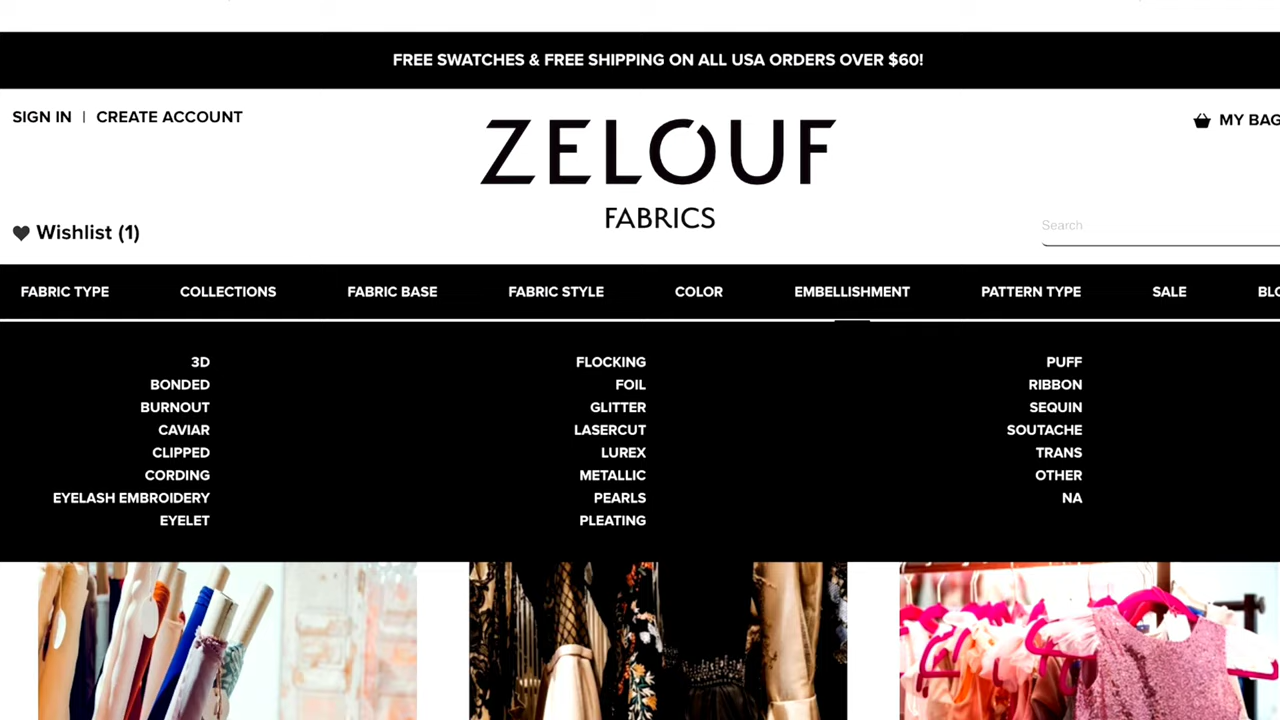 FREE SWATCHES & FREE SHIPPING ON ALL USA ORDERS OVER $60!
SIGN IN | CREATE ACCOUNT
MY BAG
ZELOUF
FABRICS
Wishlist (1)
Search
FABRIC TYPE COLLECTIONS FABRIC BASE FABRIC STYLE COLOR EMBELLISHMENT PATTERN TYPE SALE
3D
BONDED
BURNOUT
CAVIAR
CLIPPED
CORDING
EYELASH EMBROIDERY
EYELET
FLOCKING
FOIL
GLITTER
LASERCUT
LUREX
METALLIC
PEARLS
PLEATING
PUFF
RIBBON
SEQUIN
SOUTACHE
TRANS
OTHER
NA